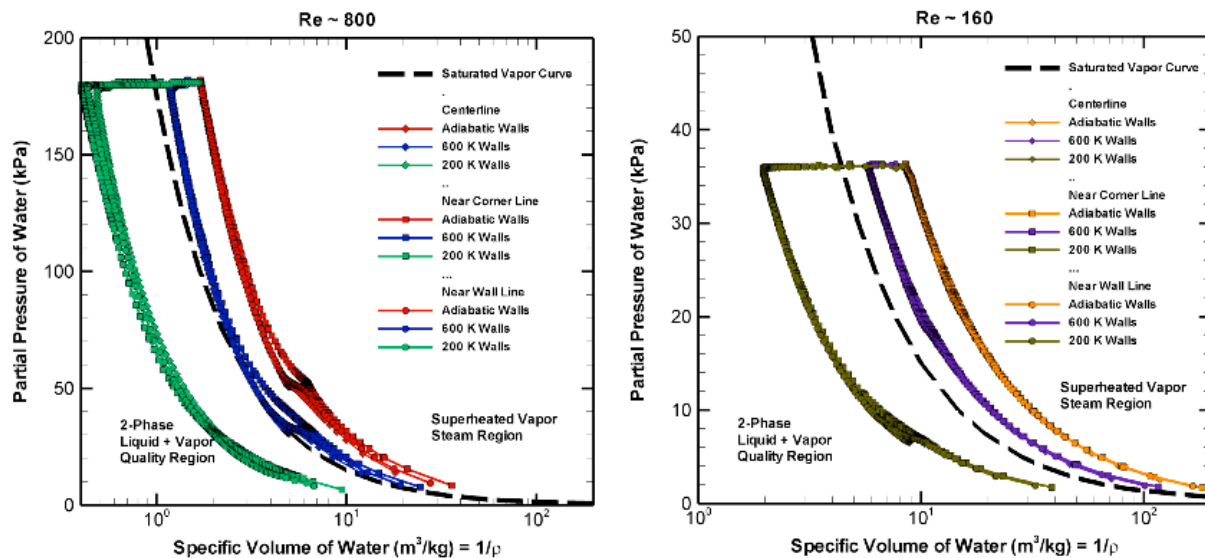 Re ~ 800
200
150
100
50
0
Partial Pressure of Water (kPa)
Saturated Vapor Curve
.
Centerline
Adiabatic Walls
600 K Walls
200 K Walls
..
Near Corner Line
Adiabatic Walls
600 K Walls
200 K Walls
...
Near Wall Line
Adiabatic Walls
600 K Walls
200 K Walls
2-Phase
Liquid + Vapor
Quality Region
Superheated Vapor
Steam Region
10⁰
10¹
10²
Specific Volume of Water (m³/kg) = 1/ρ
Re ~ 160
50
40
30
20
10
0
Partial Pressure of Water (kPa)
Saturated Vapor Curve
.
Centerline
Adiabatic Walls
600 K Walls
200 K Walls
..
Near Corner Line
Adiabatic Walls
600 K Walls
200 K Walls
...
Near Wall Line
Adiabatic Walls
600 K Walls
200 K Walls
2-Phase
Liquid + Vapor
Quality Region
Superheated Vapor
Steam Region
10⁰
10¹
10²
Specific Volume of Water (m³/kg) = 1/ρ